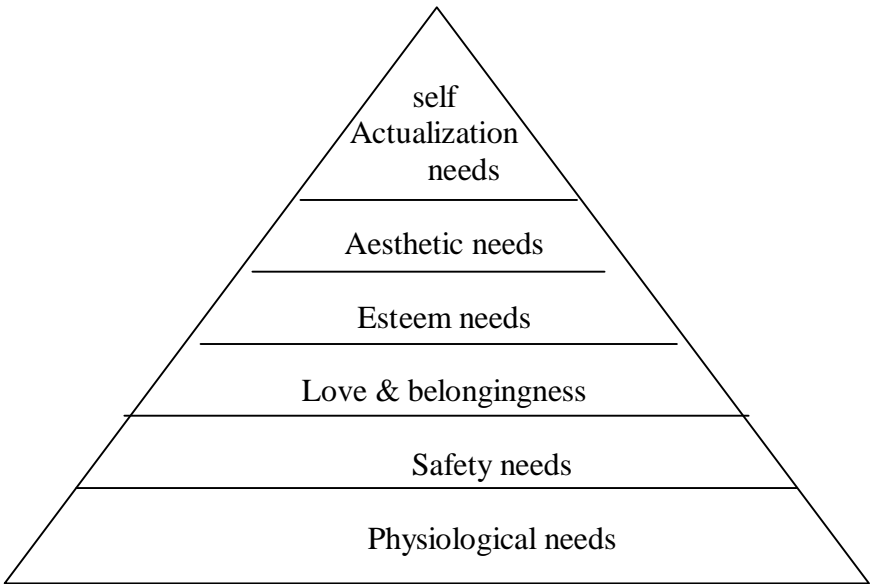 self
Actualization
needs
Aesthetic needs
Esteem needs
Love & belongingness
Safety needs
Physiological needs